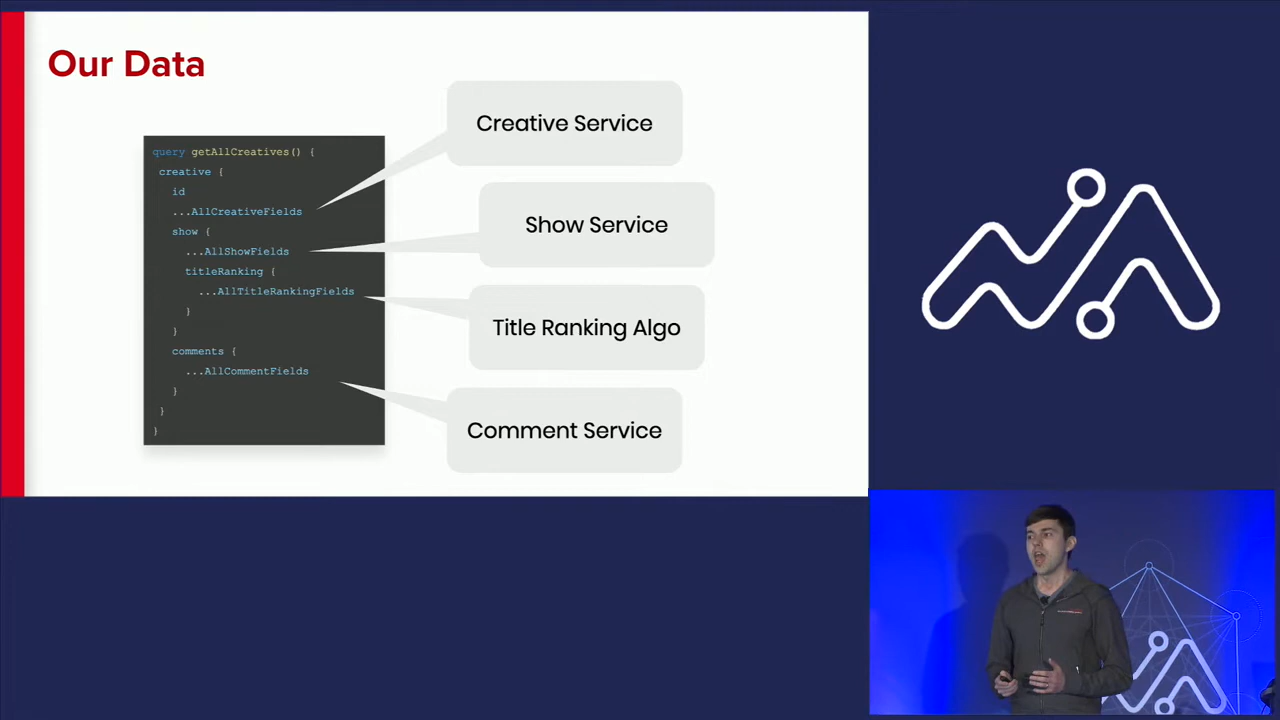 Our Data
query getAllCreatives() {
creative {
id
...AllCreativeFields
show {
...AllShowFields
titleRanking {
...AllTitleRankingFields
}
}
comments {
...AllCommentFields
}
}
}
Creative Service
Show Service
Title Ranking Algo
Comment Service